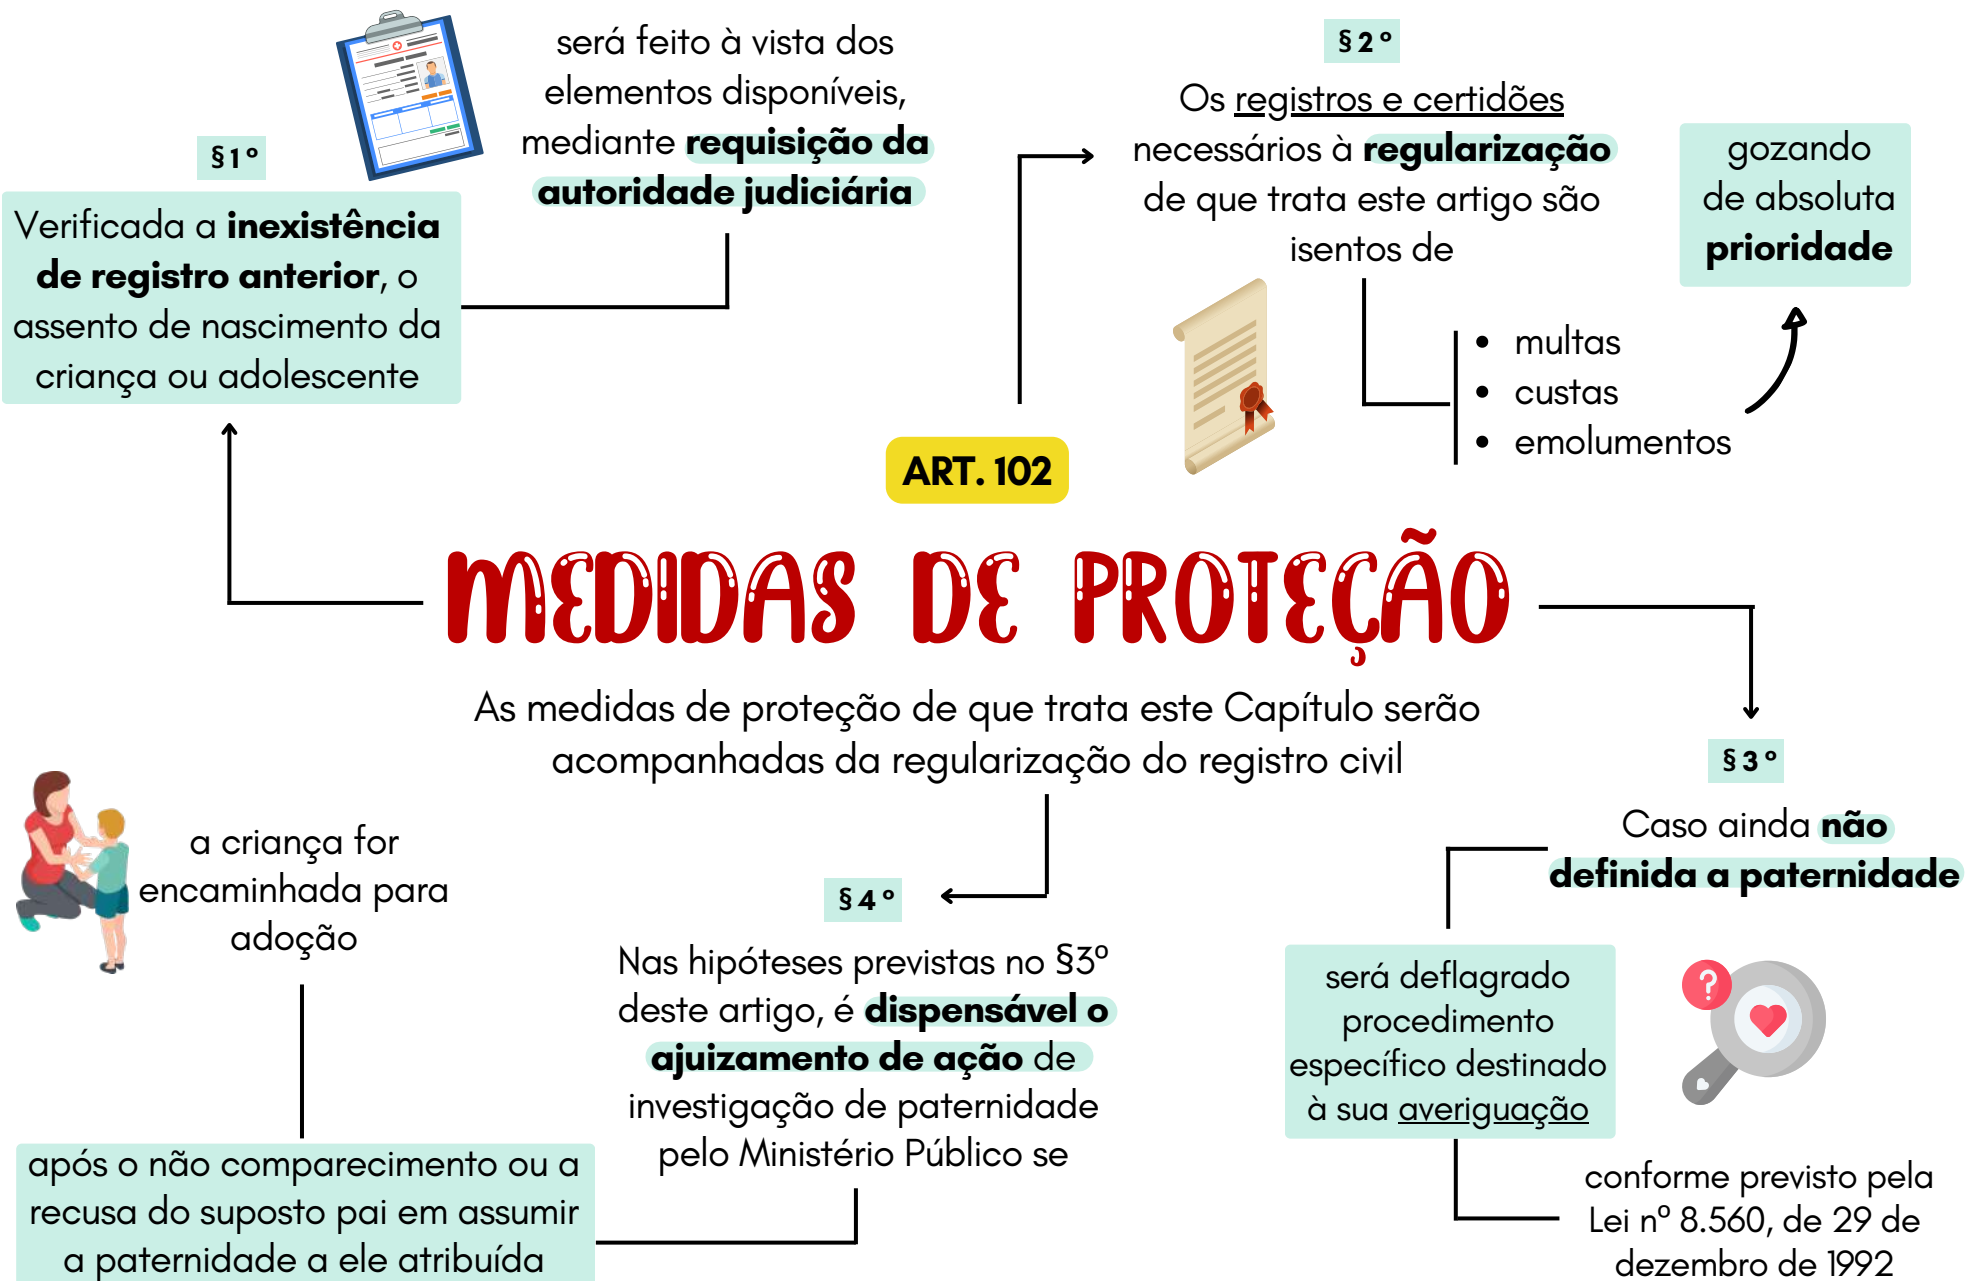 §1º
Verificada a inexistência
de registro anterior, o
assento de nascimento da
criança ou adolescente
será feito à vista dos
elementos disponíveis,
mediante requisição da
autoridade judiciária
§2º
Os registros e certidões
necessários à regularização
de que trata este artigo são
isentos de
• multas
• custas
• emolumentos
gozando
de absoluta
prioridade
ART. 102
MEDIDAS DE PROTEÇÃO
As medidas de proteção de que trata este Capítulo serão
acompanhadas da regularização do registro civil
§3º
Caso ainda não
definida a paternidade
será deflagrado
procedimento
específico destinado
à sua averiguação
conforme previsto pela
Lei nº 8.560, de 29 de
dezembro de 1992
§4º
Nas hipóteses previstas no §3º
deste artigo, é dispensável o
ajuizamento de ação de
investigação de paternidade
pelo Ministério Público se
após o não comparecimento ou a
recusa do suposto pai em assumir
a paternidade a ele atribuída
a criança for
encaminhada para
adoção
?